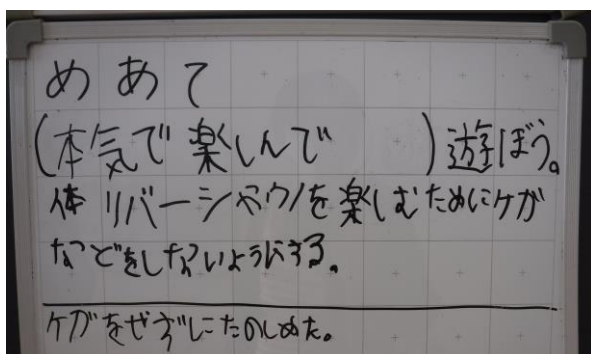 めあて
(本気で楽しんで　　　)遊ぼう。
体 リバーシやウノを楽しむためにケガ
などをしないようにする。
ケガをぜずにたのしめた。